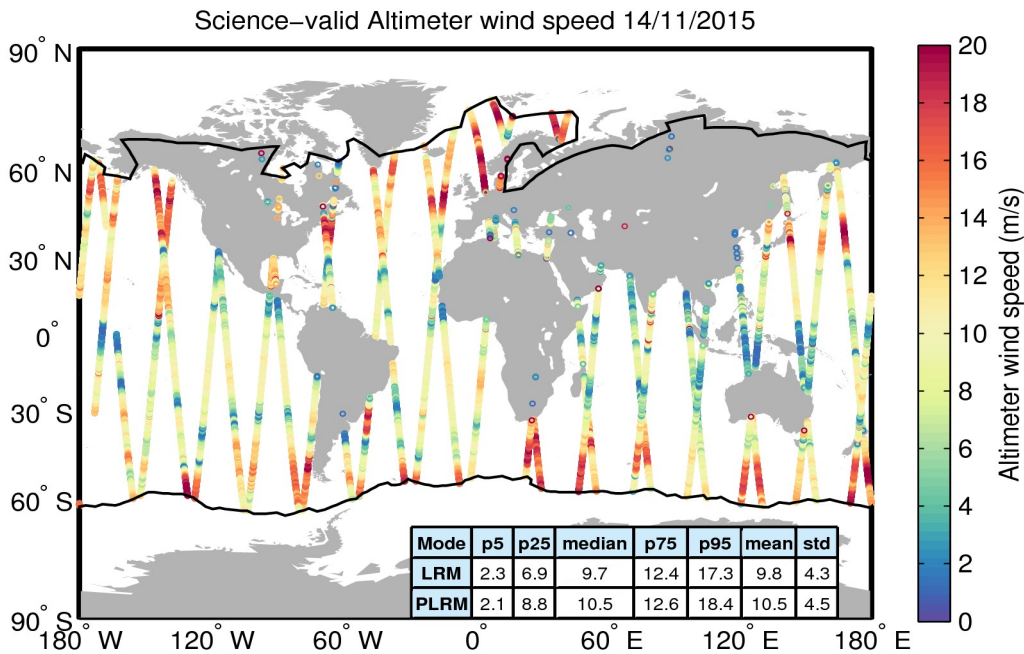 Science−valid Altimeter wind speed 14/11/2015
90° N
60° N
30° N
0°
30° S
60° S
90° S
180° W
120° W
60° W
0°
60° E
120° E
180° E
Mode p5 p25 median p75 p95 mean std
LRM 2.3 6.9 9.7 12.4 17.3 9.8 4.3
PLRM 2.1 8.8 10.5 12.6 18.4 10.5 4.5
20
18
16
14
12
10
8
6
4
2
0
Altimeter wind speed (m/s)